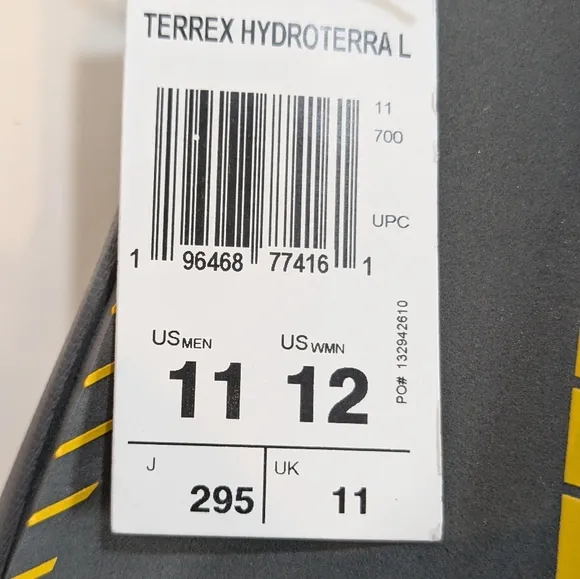 TERREX HYDROTERRA L
11
700
UPC
1 96468 77416 1
PO# 132942610
US MEN US WMN
11 12
J UK
295 11